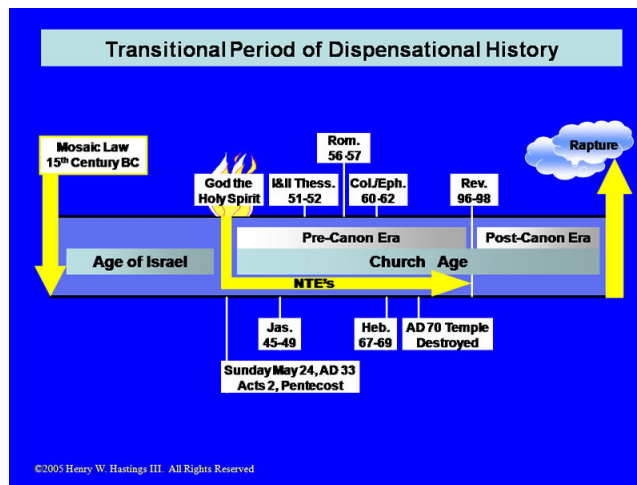 Transitional Period of Dispensational History
Mosaic Law
15th Century BC
God the
Holy Spirit
I&II Thess.
51-52
Rom.
56-57
Col./Eph.
60-62
Rev.
96-98
Rapture
Pre-Canon Era
Post-Canon Era
Age of Israel
Church Age
NTE's
Jas.
45-49
Heb.
67-69
AD 70 Temple
Destroyed
Sunday May 24, AD 33
Acts 2, Pentecost
©2005 Henry W. Hastings III. All Rights Reserved